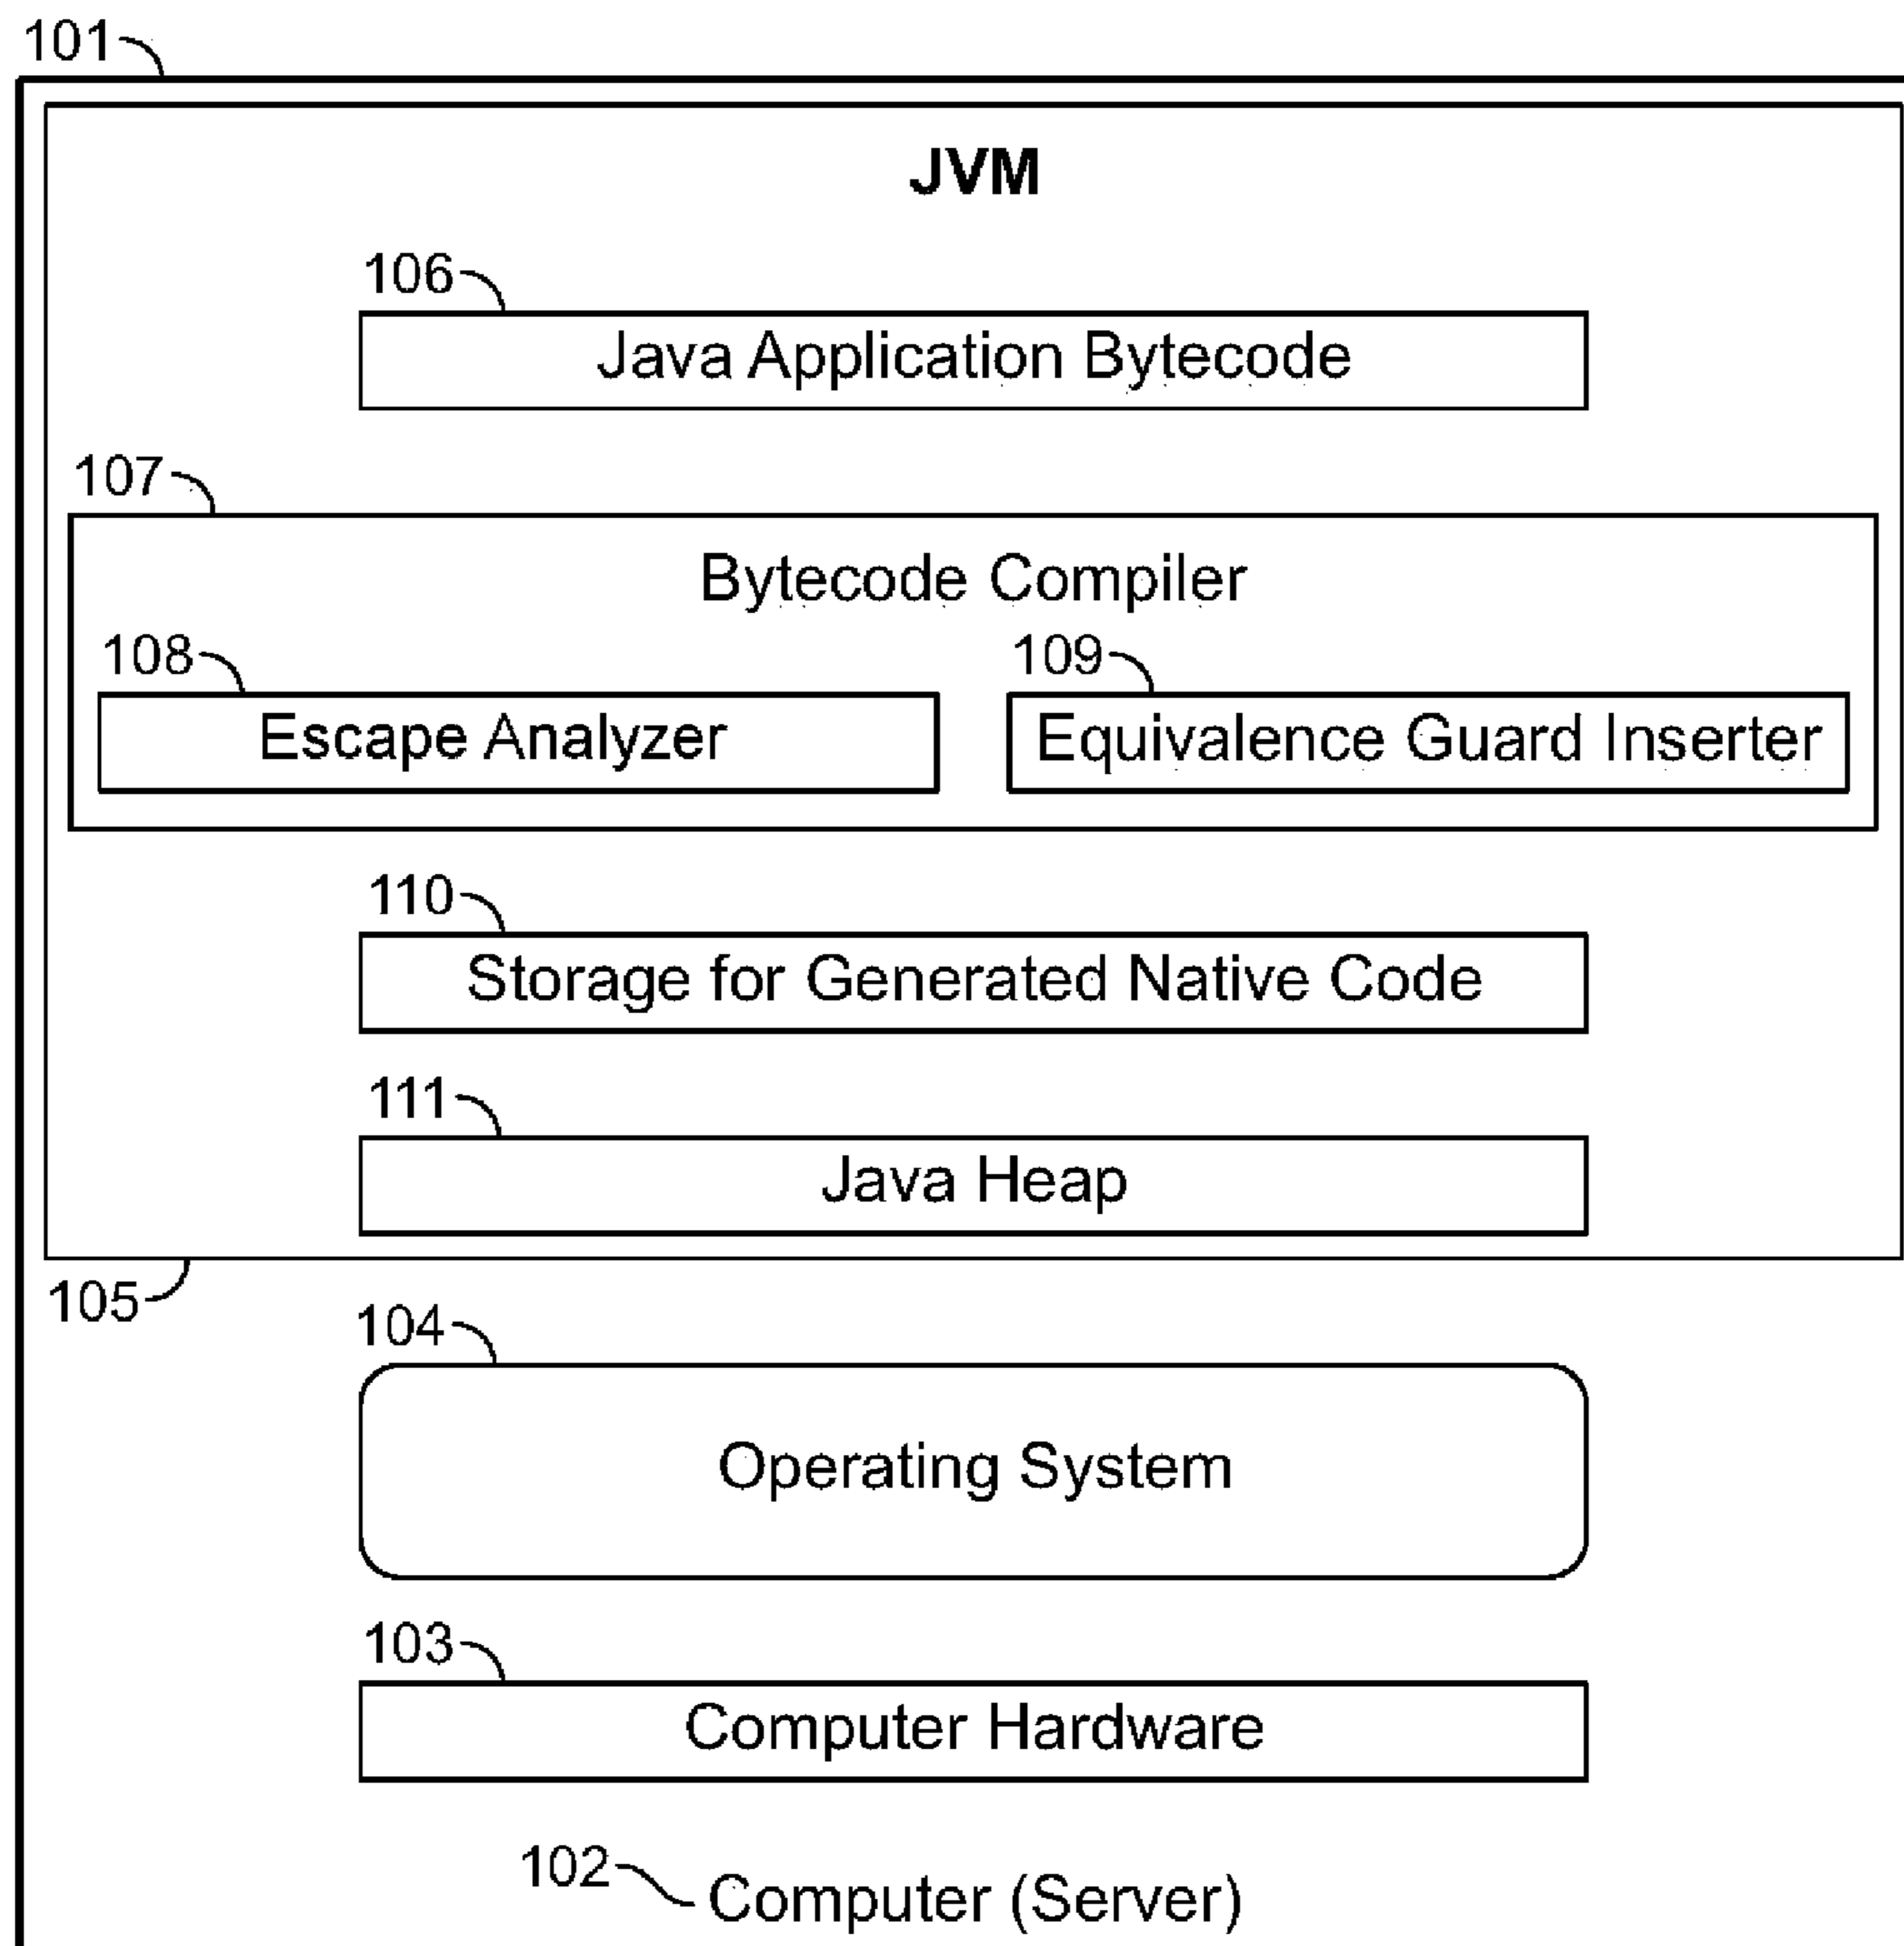 101
JVM
106
Java Application Bytecode
107
Bytecode Compiler
108
109
Escape Analyzer
Equivalence Guard Inserter
110
Storage for Generated Native Code
111
Java Heap
105
104
Operating System
103
Computer Hardware
102
Computer (Server)